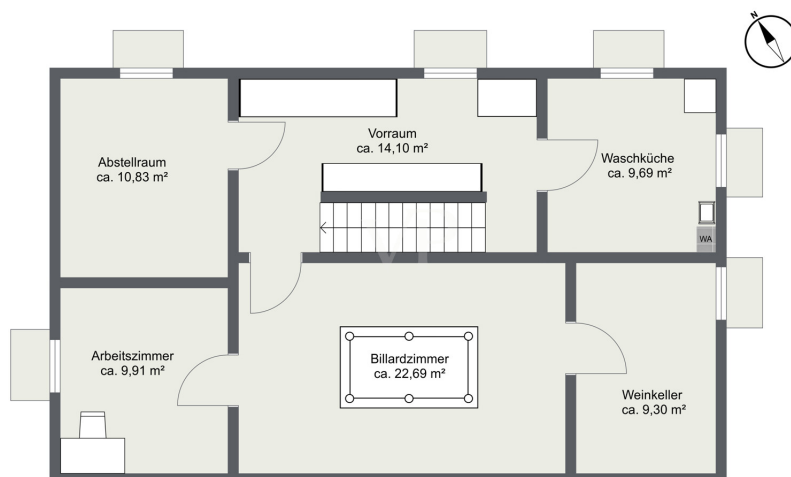 N
Abstellraum
ca. 10,83 m²
Vorraum
ca. 14,10 m²
Waschküche
ca. 9,69 m²
WA
Arbeitszimmer
ca. 9,91 m²
Billardzimmer
ca. 22,69 m²
Weinkeller
ca. 9,30 m²